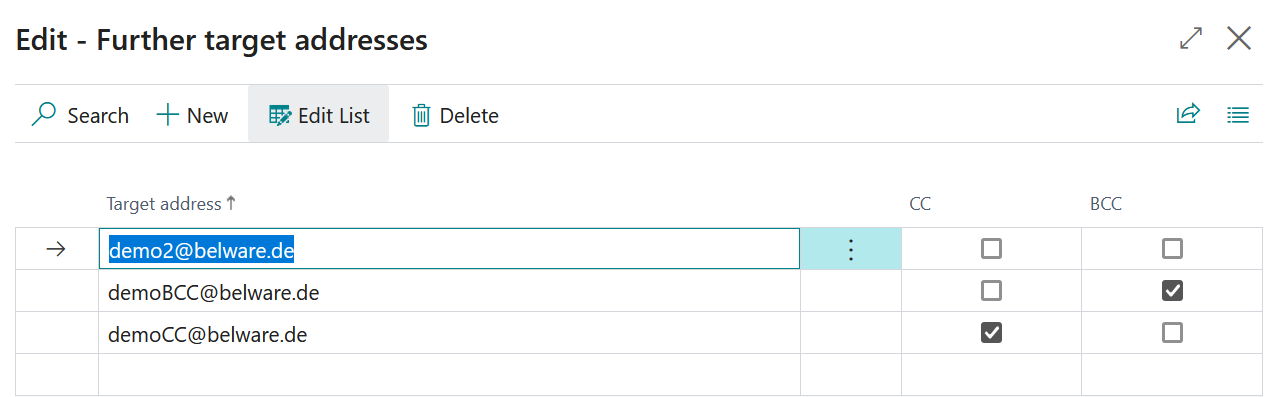 Edit - Further target addresses
Search New Edit List Delete
Target address CC BCC
demo2@belware.de
demoBCC@belware.de
demoCC@belware.de